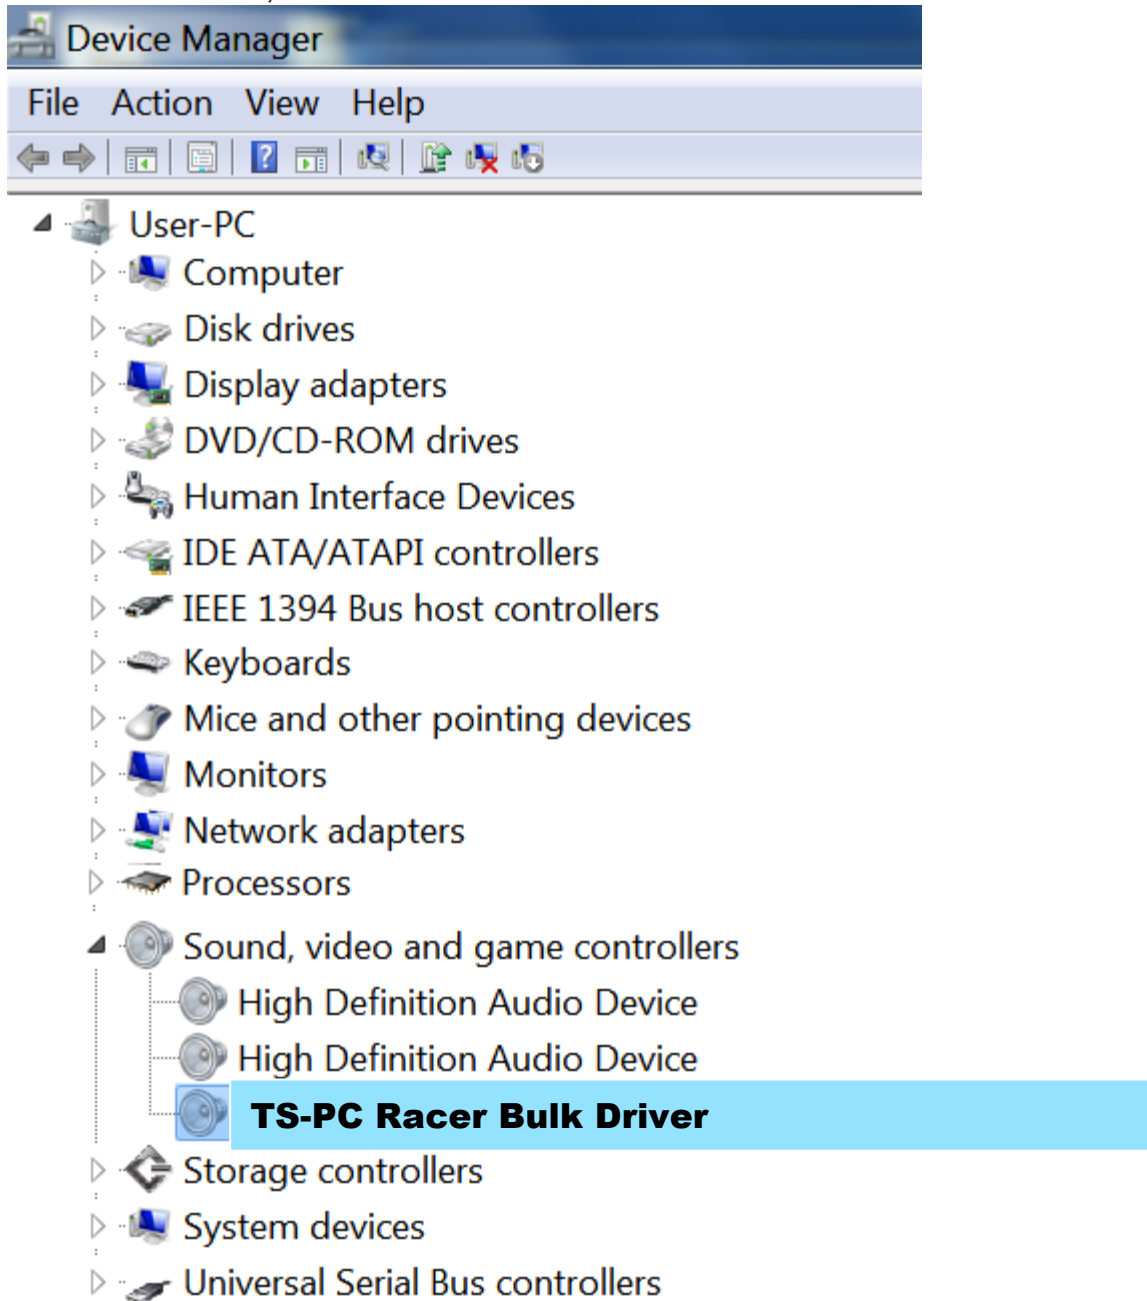 Device Manager
File Action View Help
User-PC
Computer
Disk drives
Display adapters
DVD/CD-ROM drives
Human Interface Devices
IDE ATA/ATAPI controllers
IEEE 1394 Bus host controllers
Keyboards
Mice and other pointing devices
Monitors
Network adapters
Processors
Sound, video and game controllers
High Definition Audio Device
High Definition Audio Device
TS-PC Racer Bulk Driver
Storage controllers
System devices
Universal Serial Bus controllers